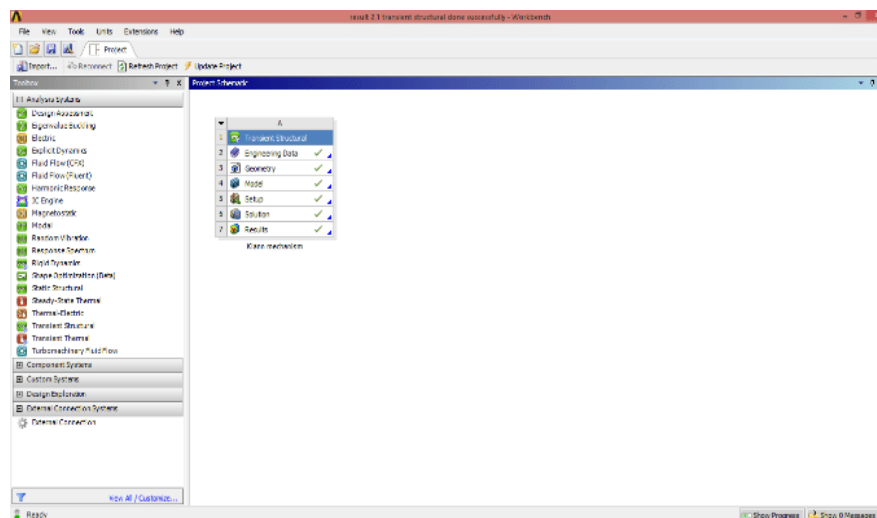 result 2.1 transient structural done successfully - Workbench
File View Tools Units Extensions Help
Project
Import... Reconnect Refresh Project Update Project
Toolbox
Project Schematic
Analysis Systems
Design Assessment
Eigenvalue Buckling
Electric
Explicit Dynamics
Fluid Flow (CFX)
Fluid Flow (Fluent)
Harmonic Response
IC Engine
Magnetostatic
Modal
Random Vibration
Response Spectrum
Rigid Dynamics
Shape Optimization (Beta)
Static Structural
Steady-State Thermal
Thermal-Electric
Transient Structural
Transient Thermal
Turbomachinery Fluid Flow
Component Systems
Custom Systems
Design Exploration
External Connection Systems
External Connection
View All / Customize...
A
1 Transient Structural
2 Engineering Data
3 Geometry
4 Model
5 Setup
6 Solution
7 Results
Klann mechanism
Ready
Show Progress Show 0 Messages